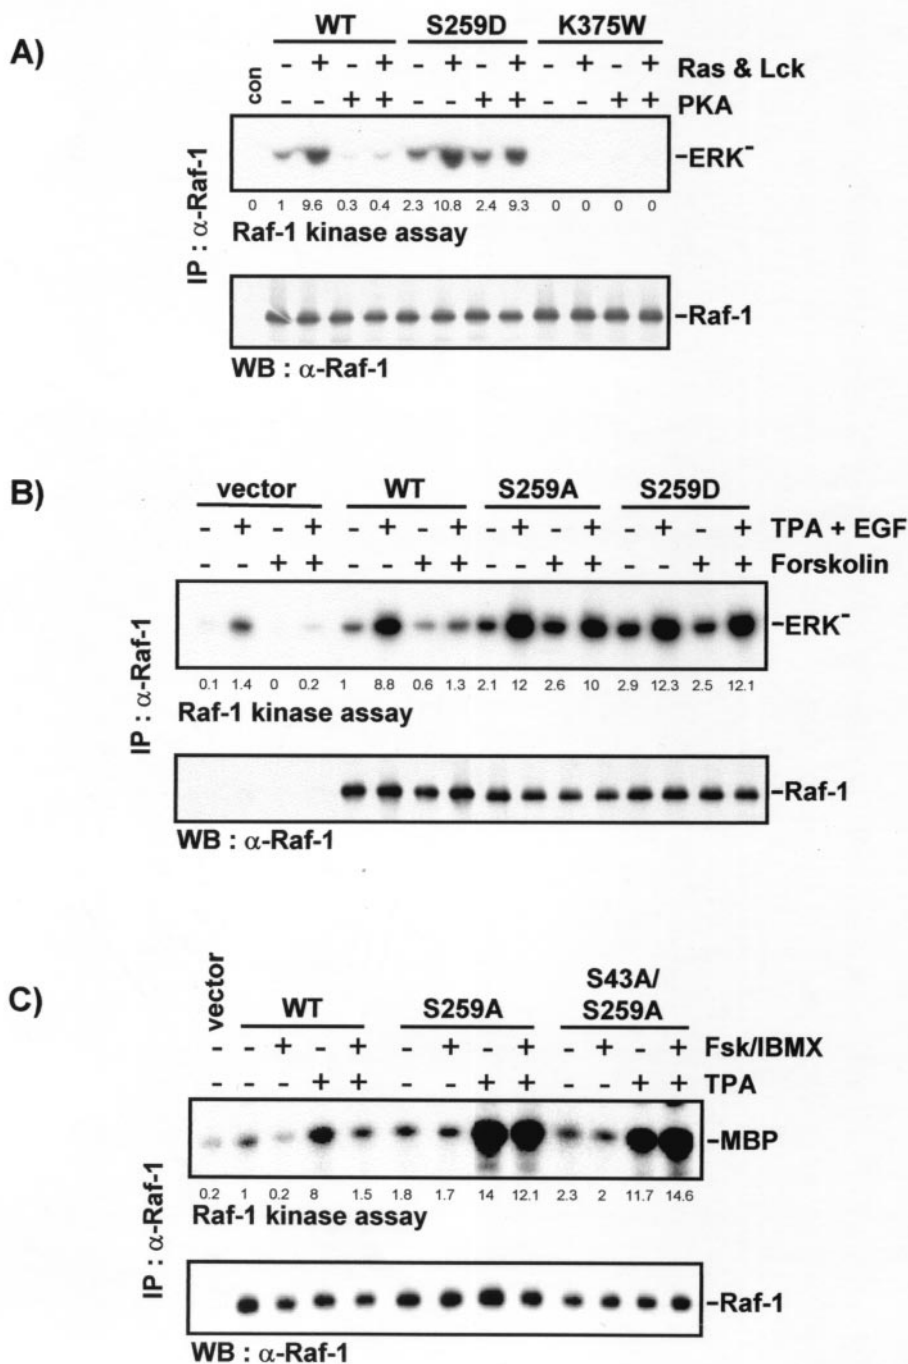 A)
WT S259D K375W
con - + - + - + - + - + - + Ras & Lck
- - + + - - + + - - + + PKA
IP : α-Raf-1
-ERK⁻
0 1 9.6 0.3 0.4 2.3 10.8 2.4 9.3 0 0 0 0
Raf-1 kinase assay
-Raf-1
WB : α-Raf-1
B)
vector WT S259A S259D
- + - + - + - + - + - + - + - + TPA + EGF
- - + + - - + + - - + + - - + + Forskolin
IP : α-Raf-1
-ERK⁻
0.1 1.4 0 0.2 1 8.8 0.6 1.3 2.1 12 2.6 10 2.9 12.3 2.5 12.1
Raf-1 kinase assay
-Raf-1
WB : α-Raf-1
C)
vector WT S259A S43A/
S259A
- - + - + - + - + - + - + Fsk/IBMX
- - - + + - - + + - - + + TPA
IP : α-Raf-1
-MBP
0.2 1 0.2 8 1.5 1.8 1.7 14 12.1 2.3 2 11.7 14.6
Raf-1 kinase assay
-Raf-1
WB : α-Raf-1